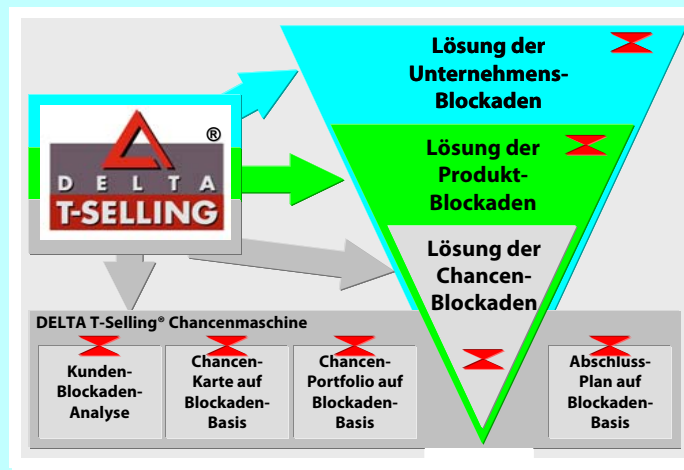 Lösung der
Unternehmens-
Blockaden
®
D E L T A
T-SELLING
Lösung der
Produkt-
Blockaden
Lösung der
Chancen-
Blockaden
DELTA T-Selling® Chancenmaschine
Kunden-
Blockaden-
Analyse
Chancen-
Karte auf
Blockaden-
Basis
Chancen-
Portfolio auf
Blockaden-
Basis
Abschluss-
Plan auf
Blockaden-
Basis